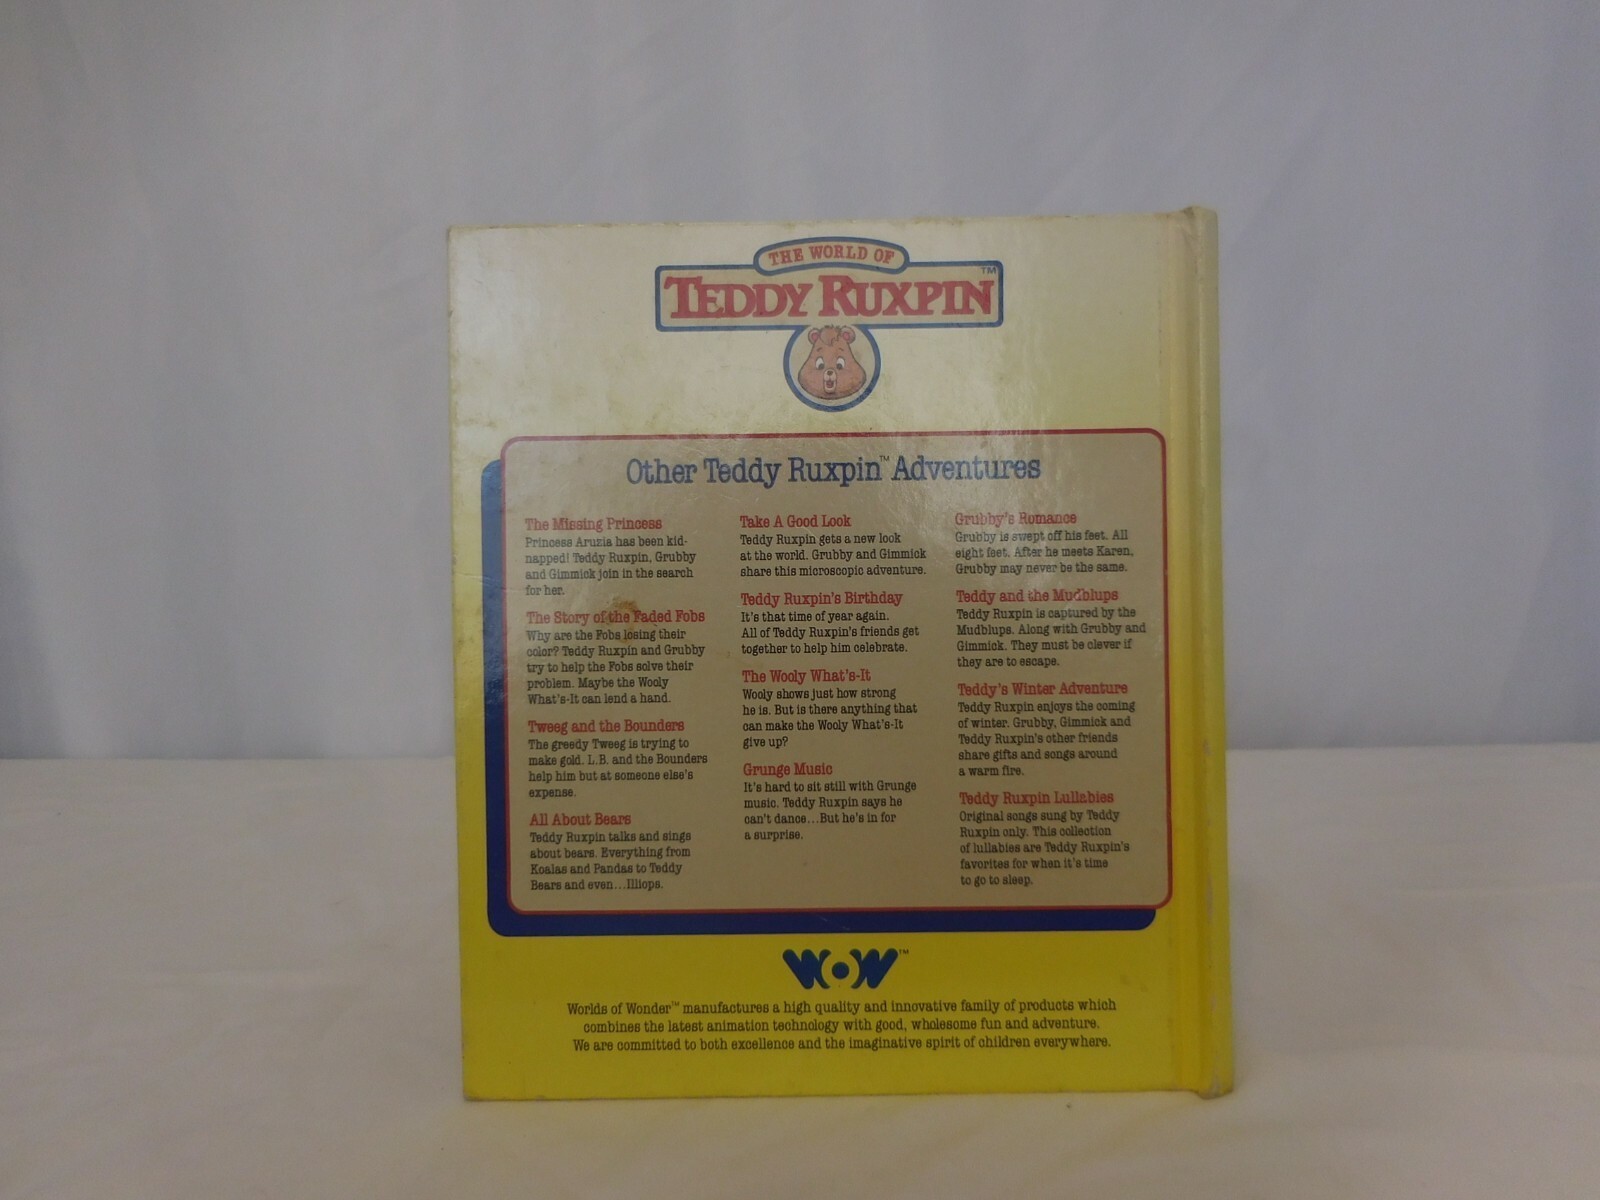 THE WORLD OF
TEDDY RUXPIN™
Other Teddy Ruxpin™ Adventures
The Missing Princess
Princess Aruzia has been kid-
napped! Teddy Ruxpin, Grubby
and Gimmick join in the search
for her.
The Story of the Faded Fobs
Why are the Fobs losing their
color? Teddy Ruxpin and Grubby
try to help the Fobs solve their
problem. Maybe the Wooly
What's-It can lend a hand.
Tweeg and the Bounders
The greedy Tweeg is trying to
make gold. L.B. and the Bounders
help him but at someone else's
expense.
All About Bears
Teddy Ruxpin talks and sings
about bears. Everything from
Koalas and Pandas to Teddy
Bears and even...Illiops.
Take A Good Look
Teddy Ruxpin gets a new look
at the world. Grubby and Gimmick
share this microscopic adventure.
Teddy Ruxpin's Birthday
It's that time of year again.
All of Teddy Ruxpin's friends get
together to help him celebrate.
The Wooly What's-It
Wooly shows just how strong
he is. But is there anything that
can make the Wooly What's-It
give up?
Grunge Music
It's hard to sit still with Grunge
music. Teddy Ruxpin says he
can't dance...But he's in for
a surprise.
Grubby's Romance
Grubby is swept off his feet. All
eight feet. After he meets Karen,
Grubby may never be the same.
Teddy and the Mudblups
Teddy Ruxpin is captured by the
Mudblups. Along with Grubby and
Gimmick. They must be clever if
they are to escape.
Teddy's Winter Adventure
Teddy Ruxpin enjoys the coming
of winter. Grubby, Gimmick and
Teddy Ruxpin's other friends
share gifts and songs around
a warm fire.
Teddy Ruxpin Lullabies
Original songs sung by Teddy
Ruxpin only. This collection
of lullabies are Teddy Ruxpin's
favorites for when it's time
to go to sleep.
WOW™
Worlds of Wonder™ manufactures a high quality and innovative family of products which
combines the latest animation technology with good, wholesome fun and adventure.
We are committed to both excellence and the imaginative spirit of children everywhere.